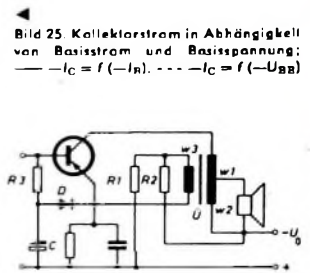 Bild 25. Kollektorstrom in Abhängigkeit
von Basisstrom und Basisspannung;
—— –I_C = f (–I_B). - - - - –I_C = f (–U_BE)
w3
R3
D
R1
R2
w1
Ü
w2
–U_0
C
+